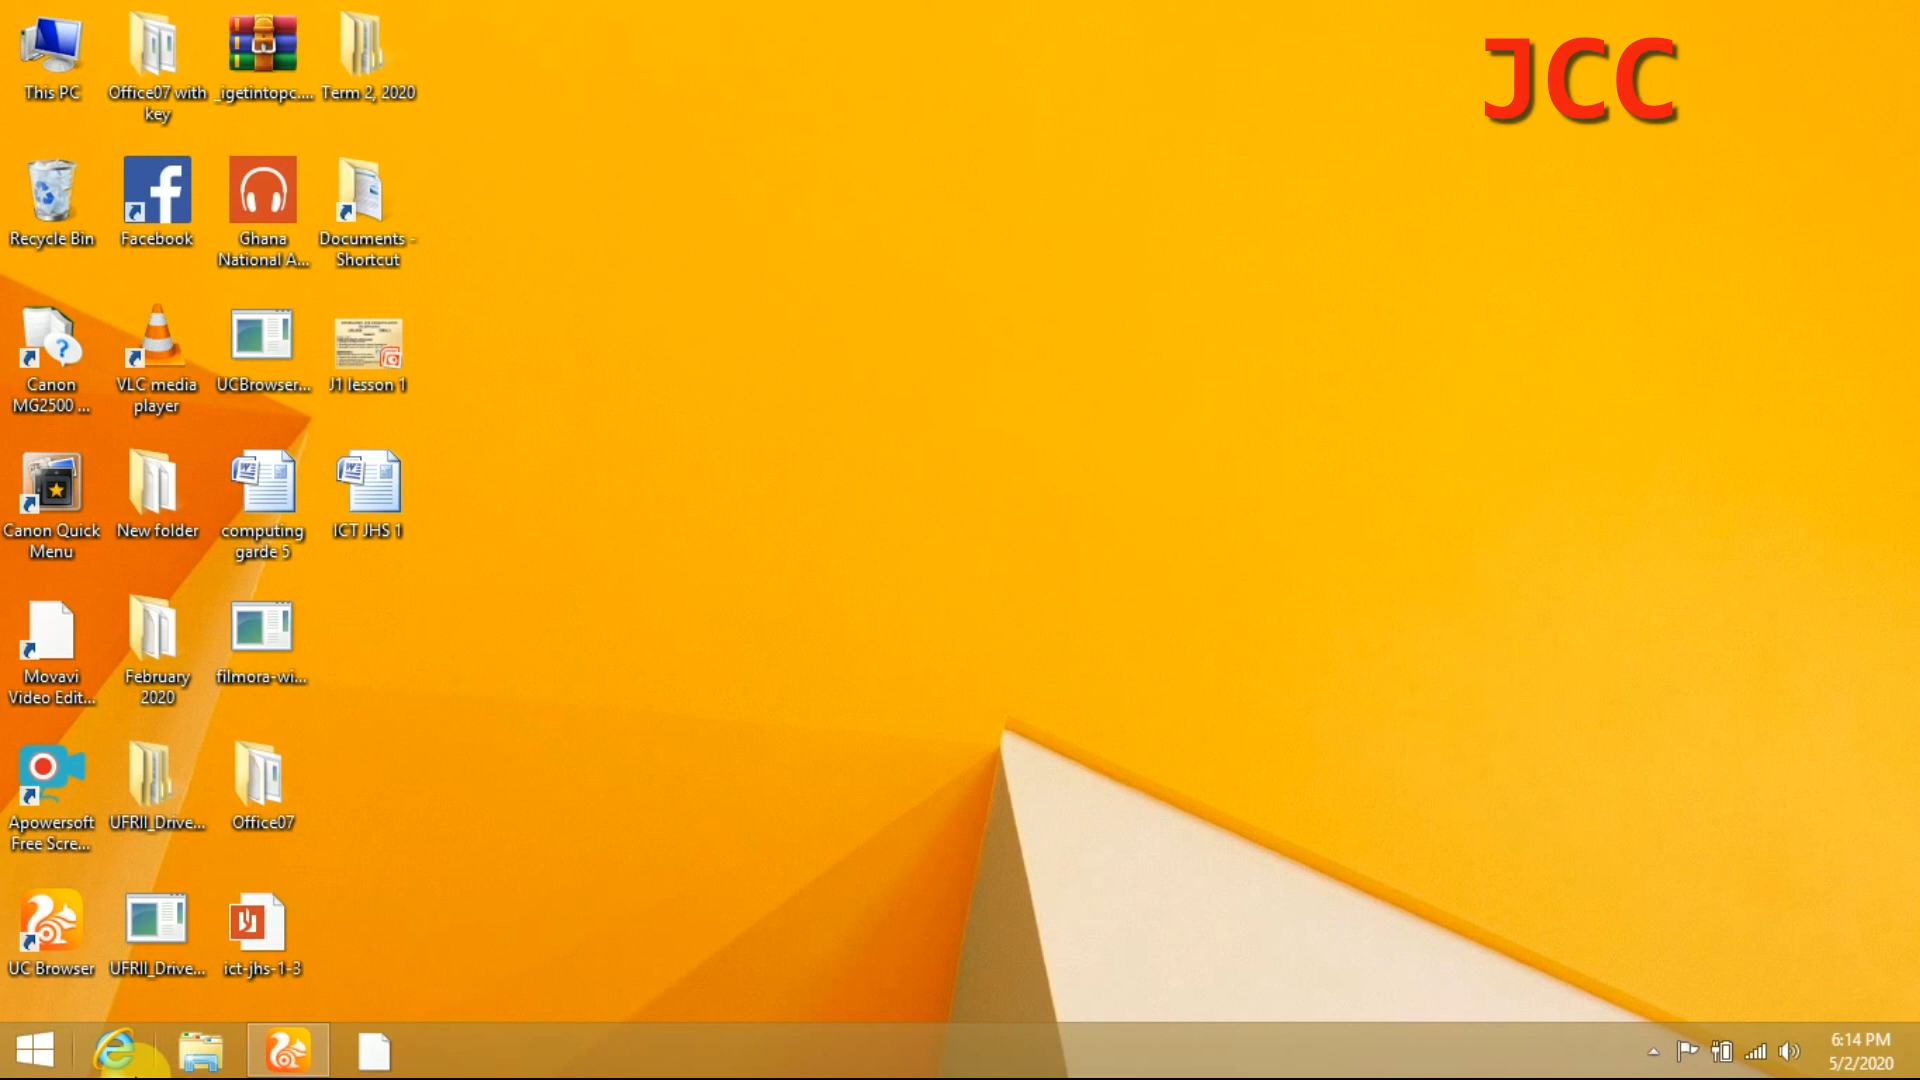 JCC
This PC
Office07 with
key
_igetintopc....
Term 2, 2020
Recycle Bin
Facebook
Ghana
National A...
Documents -
Shortcut
Canon
MG2500 ...
VLC media
player
UCBrowser...
J1 lesson 1
Canon Quick
Menu
New folder
computing
garde 5
ICT JHS 1
Movavi
Video Edit...
February
2020
filmora-wi...
Apowersoft
Free Scre...
UFRII_Drive...
Office07
UC Browser
UFRII_Drive...
ict-jhs-1-3
6:14 PM
5/2/2020